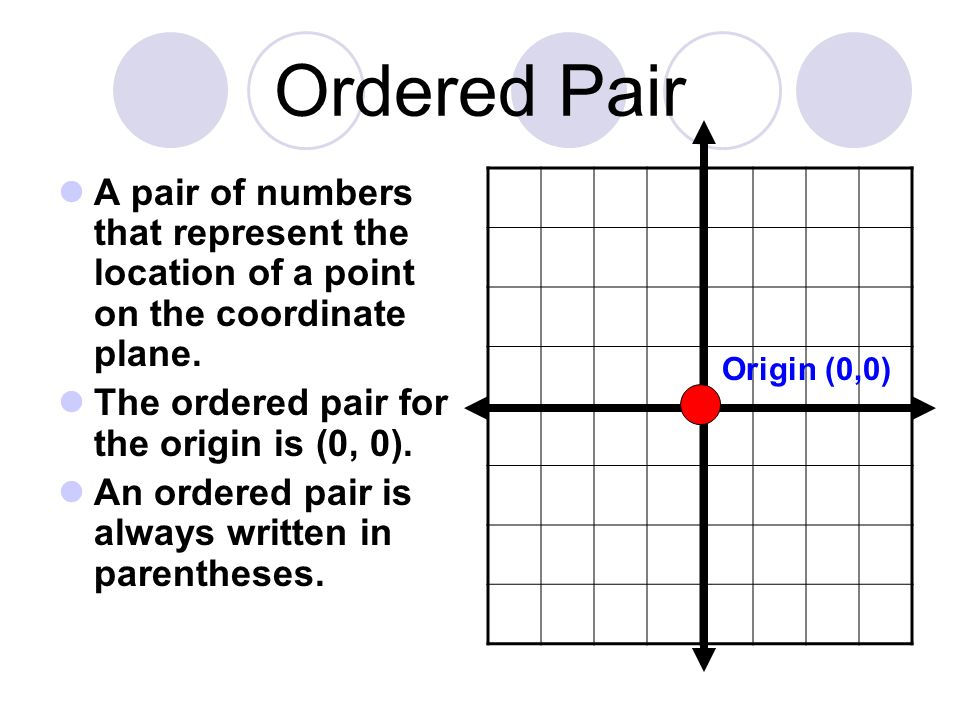 Ordered Pair
A pair of numbers
that represent the
location of a point
on the coordinate
plane.
The ordered pair for
the origin is (0, 0).
An ordered pair is
always written in
parentheses.
Origin (0,0)